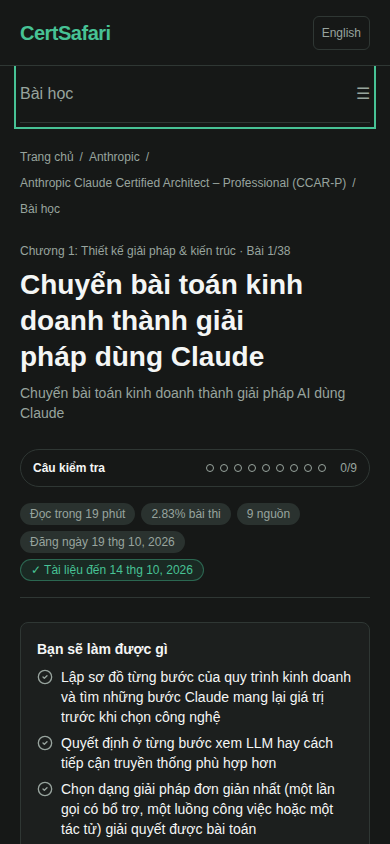 CertSafari
English
Bài học
☰
Trang chủ / Anthropic /
Anthropic Claude Certified Architect – Professional (CCAR-P) /
Bài học
Chương 1: Thiết kế giải pháp & kiến trúc · Bài 1/38
Chuyển bài toán kinh
doanh thành giải
pháp dùng Claude
Chuyển bài toán kinh doanh thành giải pháp AI dùng
Claude
Câu kiểm tra
0/9
Đọc trong 19 phút
2.83% bài thi
9 nguồn
Đăng ngày 19 thg 10, 2026
✓ Tài liệu đến 14 thg 10, 2026
Bạn sẽ làm được gì
Lập sơ đồ từng bước của quy trình kinh doanh
và tìm những bước Claude mang lại giá trị
trước khi chọn công nghệ
Quyết định ở từng bước xem LLM hay cách
tiếp cận truyền thống phù hợp hơn
Chọn dạng giải pháp đơn giản nhất (một lần
gọi có bổ trợ, một luồng công việc hoặc một
tác tử) giải quyết được bài toán